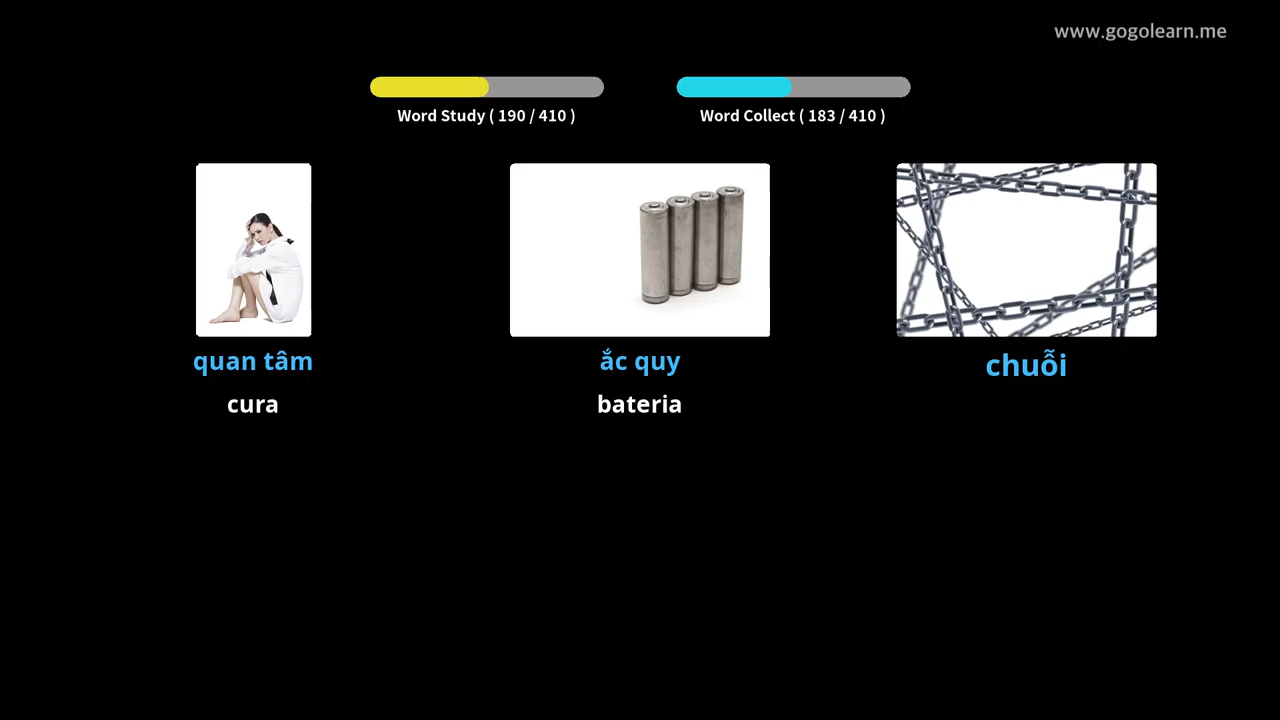 www.gogolearn.me
Word Study ( 190 / 410 )
Word Collect ( 183 / 410 )
quan tâm
cura
ắc quy
bateria
chuỗi